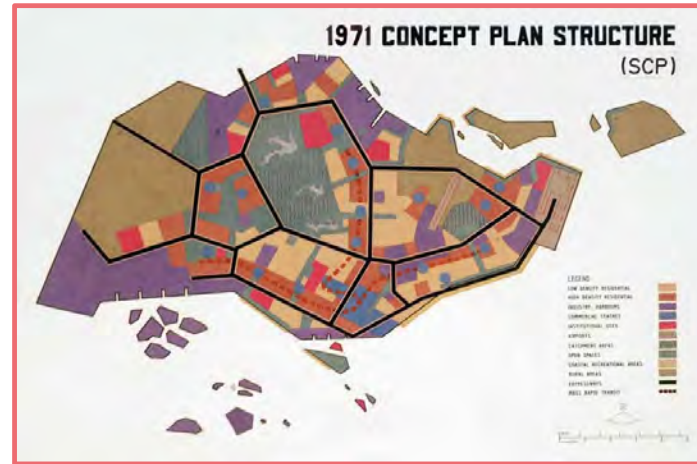 1971 CONCEPT PLAN STRUCTURE
(SCP)
LEGEND
LOW DENSITY RESIDENTIAL
HIGH DENSITY RESIDENTIAL
INDUSTRY, HARBOURS
COMMERCIAL CENTRES
INSTITUTIONAL USES
AIRPORTS
CATCHMENT AREAS
OPEN SPACES
COASTAL RECREATIONAL AREAS
RURAL AREAS
EXPRESSWAYS
MASS RAPID TRANSIT